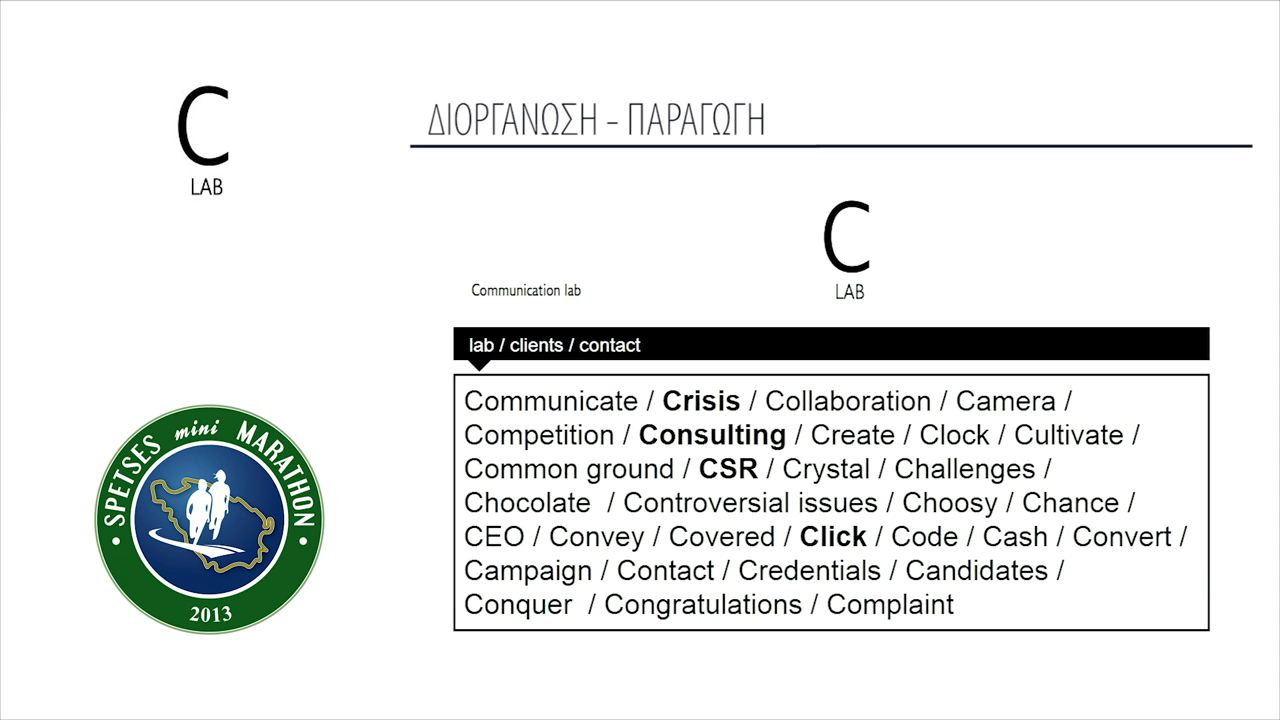 C
LAB
ΔΙΟΡΓΑΝΩΣΗ – ΠΑΡΑΓΩΓΗ
C
LAB
Communication lab
lab / clients / contact
Communicate / Crisis / Collaboration / Camera /
Competition / Consulting / Create / Clock / Cultivate /
Common ground / CSR / Crystal / Challenges /
Chocolate / Controversial issues / Choosy / Chance /
CEO / Convey / Covered / Click / Code / Cash / Convert /
Campaign / Contact / Credentials / Candidates /
Conquer / Congratulations / Complaint
SPETSES mini MARATHON
2013